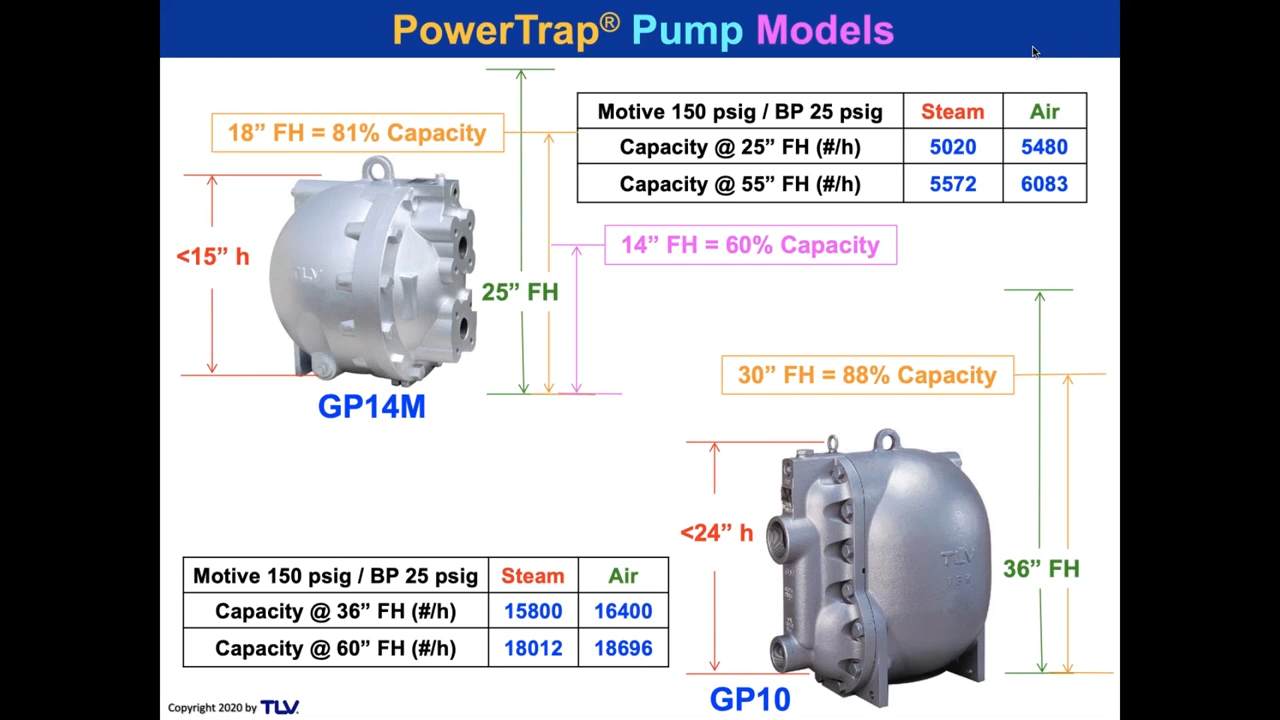 PowerTrap® Pump Models
18” FH = 81% Capacity
Motive 150 psig / BP 25 psig Steam Air
Capacity @ 25” FH (#/h) 5020 5480
Capacity @ 55” FH (#/h) 5572 6083
<15” h
14” FH = 60% Capacity
25” FH
TLV
GP14M
30” FH = 88% Capacity
<24” h
TLV
36” FH
Motive 150 psig / BP 25 psig Steam Air
Capacity @ 36” FH (#/h) 15800 16400
Capacity @ 60” FH (#/h) 18012 18696
GP10
Copyright 2020 by TLV